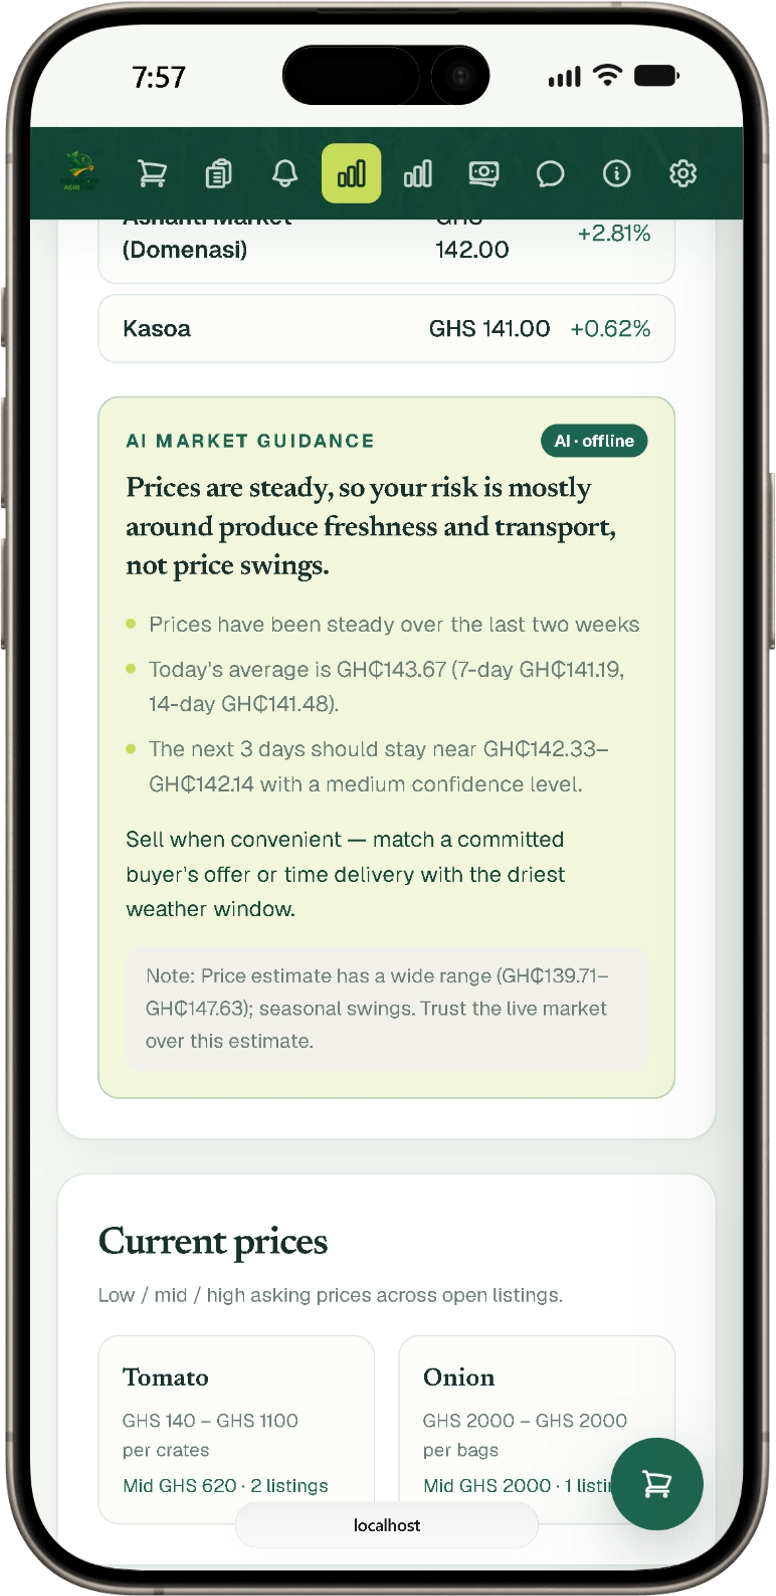 7:57
AGRI
Ashanti Market
GHS
(Domenasi)
142.00
+2.81%
Kasoa
GHS 141.00
+0.62%
AI MARKET GUIDANCE
AI · offline
Prices are steady, so your risk is mostly
around produce freshness and transport,
not price swings.
Prices have been steady over the last two weeks
Today's average is GH₵143.67 (7-day GH₵141.19,
14-day GH₵141.48).
The next 3 days should stay near GH₵142.33–
GH₵142.14 with a medium confidence level.
Sell when convenient — match a committed
buyer's offer or time delivery with the driest
weather window.
Note: Price estimate has a wide range (GH₵139.71–
GH₵147.63); seasonal swings. Trust the live market
over this estimate.
Current prices
Low / mid / high asking prices across open listings.
Tomato
GHS 140 – GHS 1100
per crates
Mid GHS 620 · 2 listings
Onion
GHS 2000 – GHS 2000
per bags
Mid GHS 2000 · 1 listin
localhost